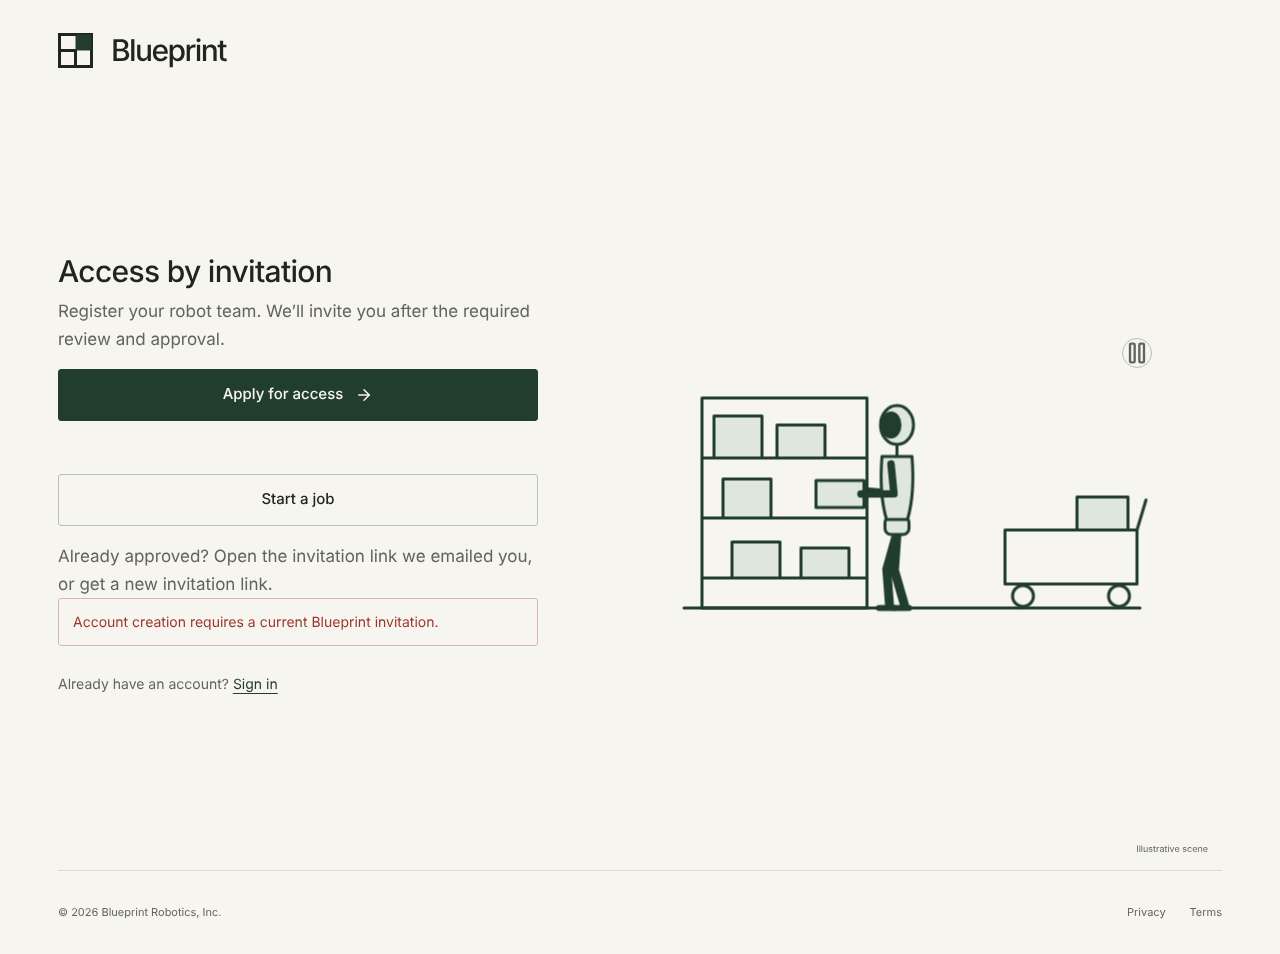 Blueprint
Access by invitation
Register your robot team. We’ll invite you after the required
review and approval.
Apply for access
Start a job
Already approved? Open the invitation link we emailed you,
or get a new invitation link.
Account creation requires a current Blueprint invitation.
Already have an account? Sign in
Illustrative scene
© 2026 Blueprint Robotics, Inc.
Privacy
Terms